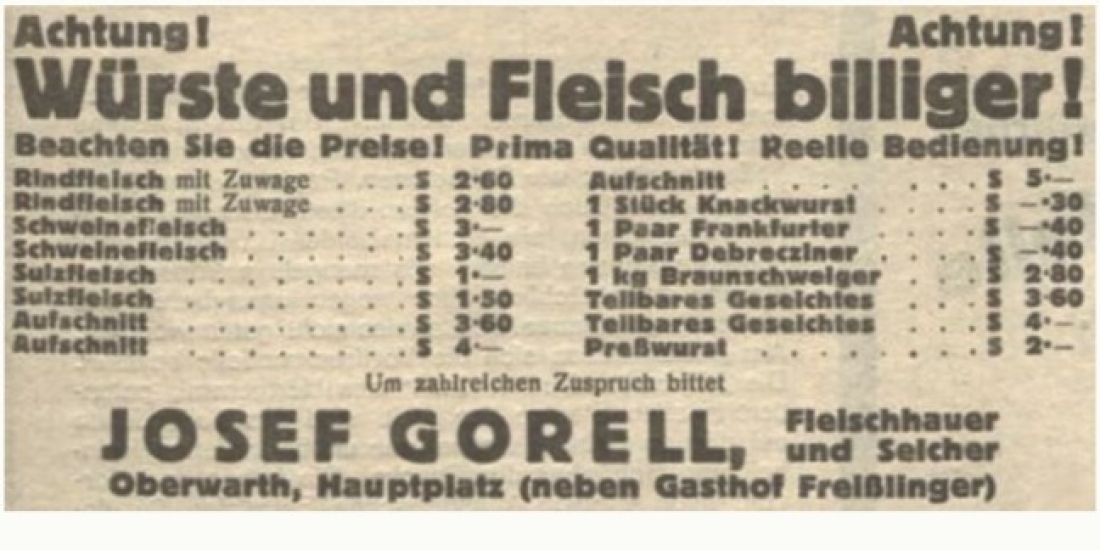 Achtung! Achtung!
Würste und Fleisch billiger!
Beachten Sie die Preise! Prima Qualität! Reelle Bedienung!
Rindfleisch mit Zuwage . . . S 2·60
Rindfleisch mit Zuwage . . . S 2·80
Schweinefleisch . . . . . . S 3·—
Schweinefleisch . . . . . . S 3·40
Sulzfleisch . . . . . . . . S 1·—
Sulzfleisch . . . . . . . . S 1·50
Aufschnitt . . . . . . . . S 3·60
Aufschnitt . . . . . . . . S 4·—
Aufschnitt . . . . . . . . S 5·—
1 Stück Knackwurst . . . . S —·30
1 Paar Frankfurter . . . . S —·40
1 Paar Debrecziner . . . . S —·40
1 kg Braunschweiger . . . S 2·80
Teilbares Geselchtes . . . S 3·60
Teilbares Geselchtes . . . S 4·—
Preßwurst . . . . . . . . S 2·—
Um zahlreichen Zuspruch bittet
JOSEF GORELL, Fleischhauer
und Selcher
Oberwarth, Hauptplatz (neben Gasthof Freißlinger)